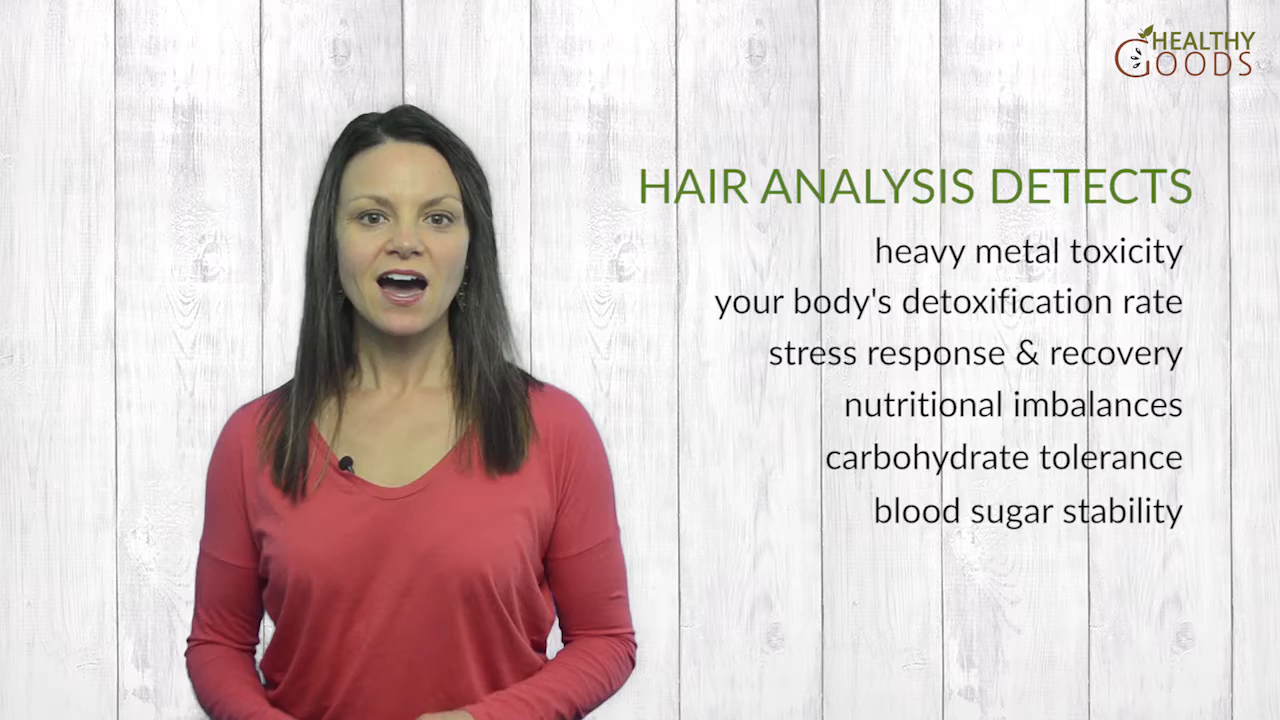 HEALTHY
GOODS
HAIR ANALYSIS DETECTS
heavy metal toxicity
your body's detoxification rate
stress response & recovery
nutritional imbalances
carbohydrate tolerance
blood sugar stability